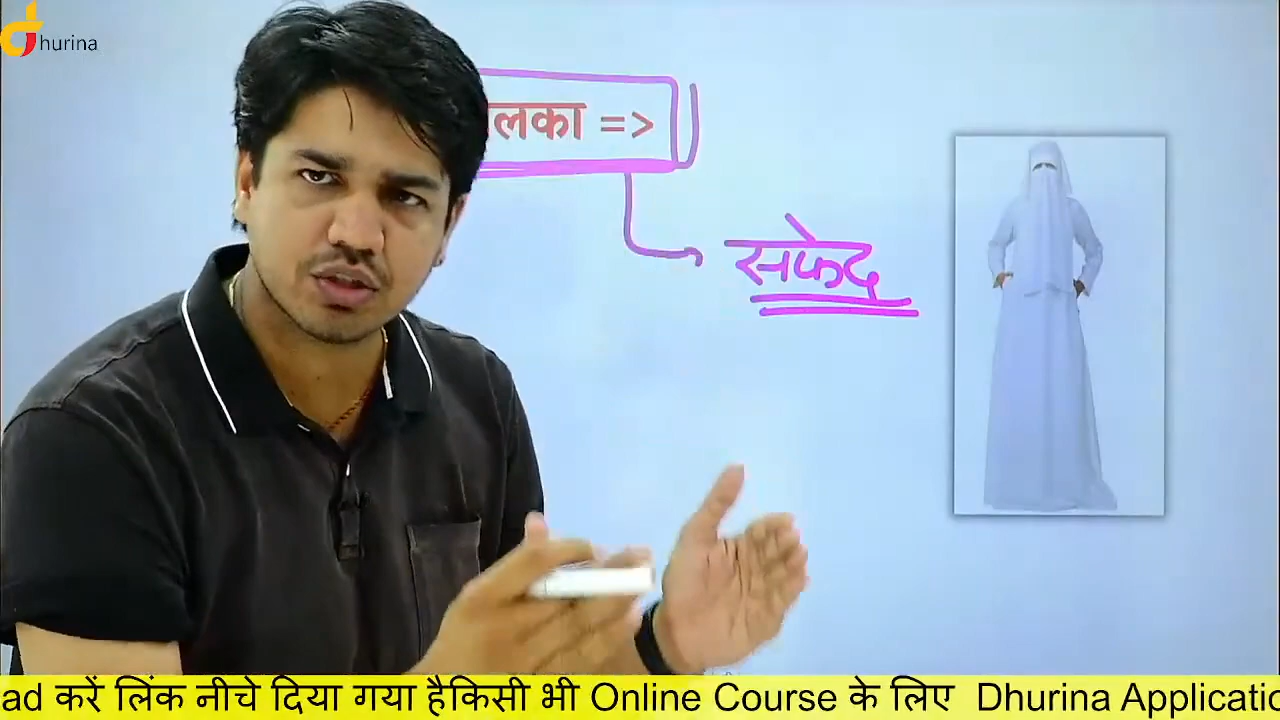 Dhurina
लका =>
सफेद
ad करें लिंक नीचे दिया गया हैकिसी भी Online Course के लिए Dhurina Applicatio